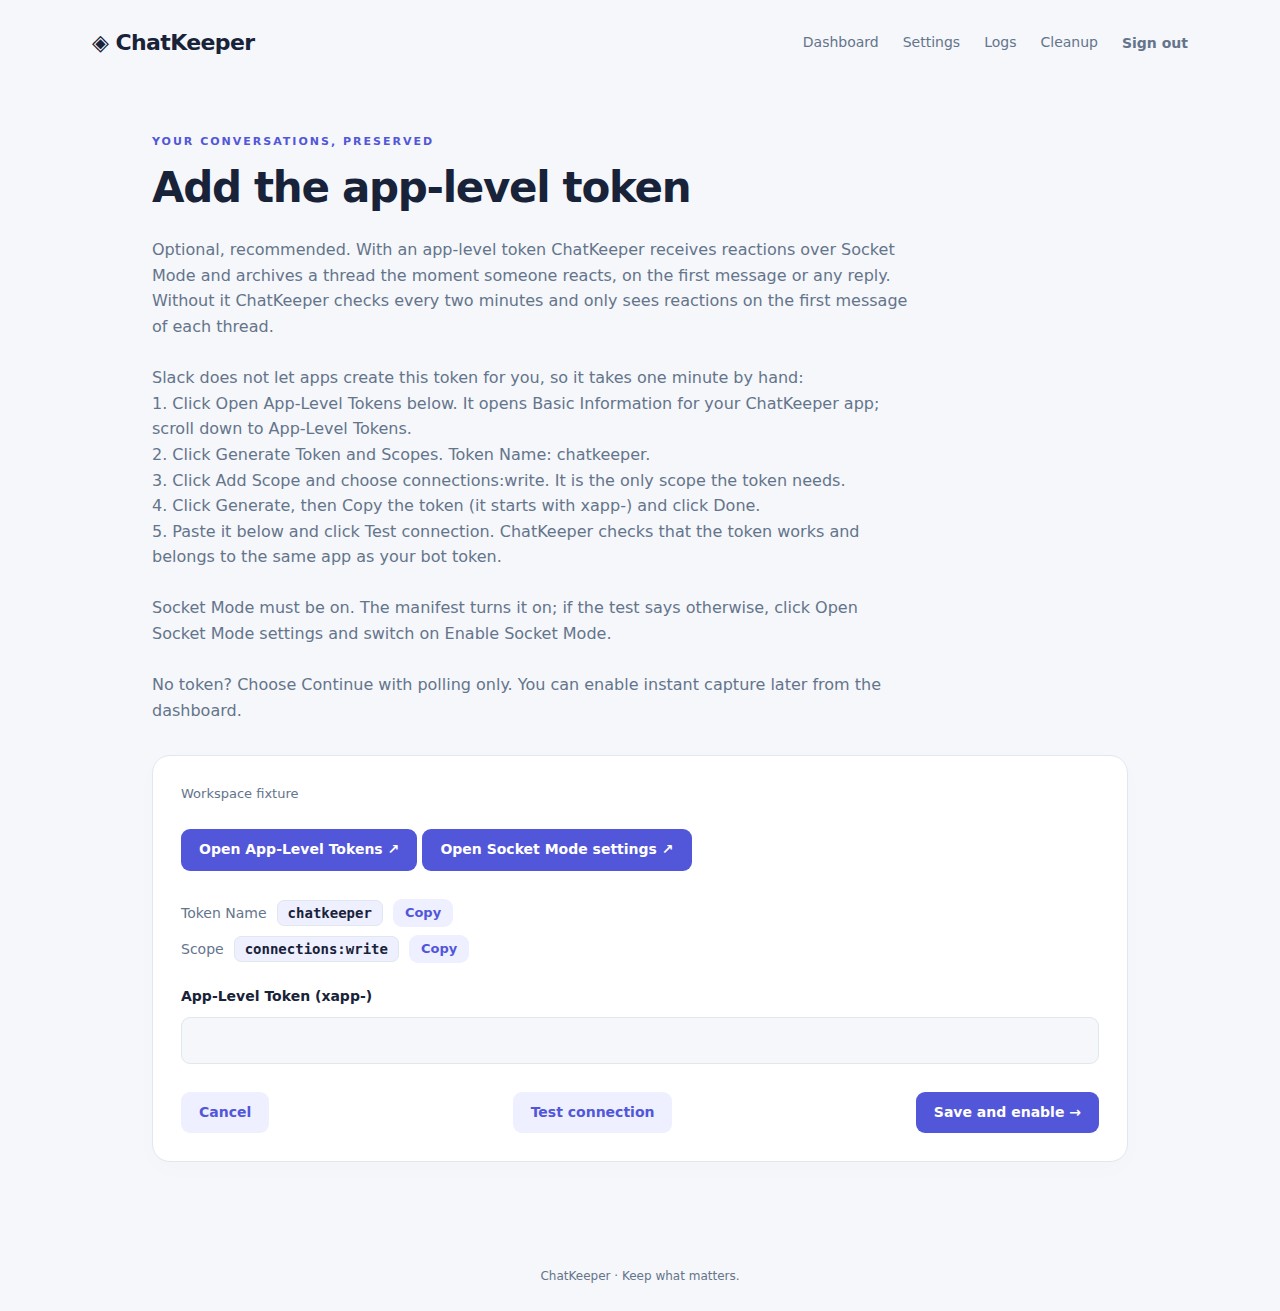 ◈ ChatKeeper
Dashboard Settings Logs Cleanup Sign out
YOUR CONVERSATIONS, PRESERVED
Add the app-level token
Optional, recommended. With an app-level token ChatKeeper receives reactions over Socket
Mode and archives a thread the moment someone reacts, on the first message or any reply.
Without it ChatKeeper checks every two minutes and only sees reactions on the first message
of each thread.
Slack does not let apps create this token for you, so it takes one minute by hand:
1. Click Open App-Level Tokens below. It opens Basic Information for your ChatKeeper app;
scroll down to App-Level Tokens.
2. Click Generate Token and Scopes. Token Name: chatkeeper.
3. Click Add Scope and choose connections:write. It is the only scope the token needs.
4. Click Generate, then Copy the token (it starts with xapp-) and click Done.
5. Paste it below and click Test connection. ChatKeeper checks that the token works and
belongs to the same app as your bot token.
Socket Mode must be on. The manifest turns it on; if the test says otherwise, click Open
Socket Mode settings and switch on Enable Socket Mode.
No token? Choose Continue with polling only. You can enable instant capture later from the
dashboard.
Workspace fixture
Open App-Level Tokens ↗ Open Socket Mode settings ↗
Token Name chatkeeper Copy
Scope connections:write Copy
App-Level Token (xapp-)
Cancel Test connection Save and enable →
ChatKeeper · Keep what matters.